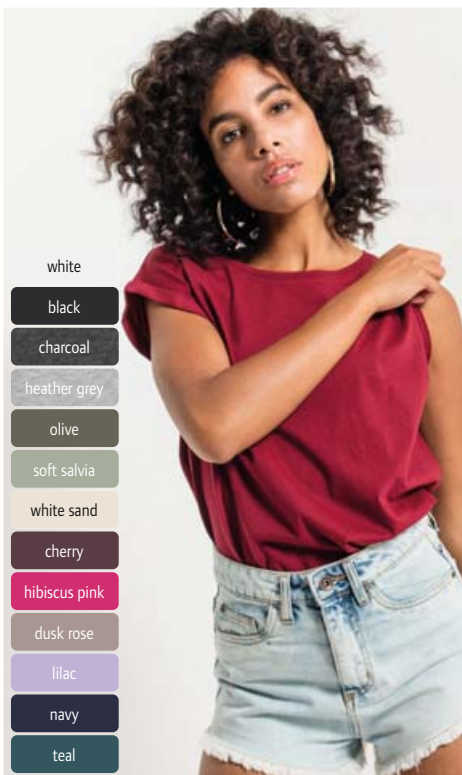 white
black
charcoal
heather grey
olive
soft salvia
white sand
cherry
hibiscus pink
dusk rose
lilac
navy
teal